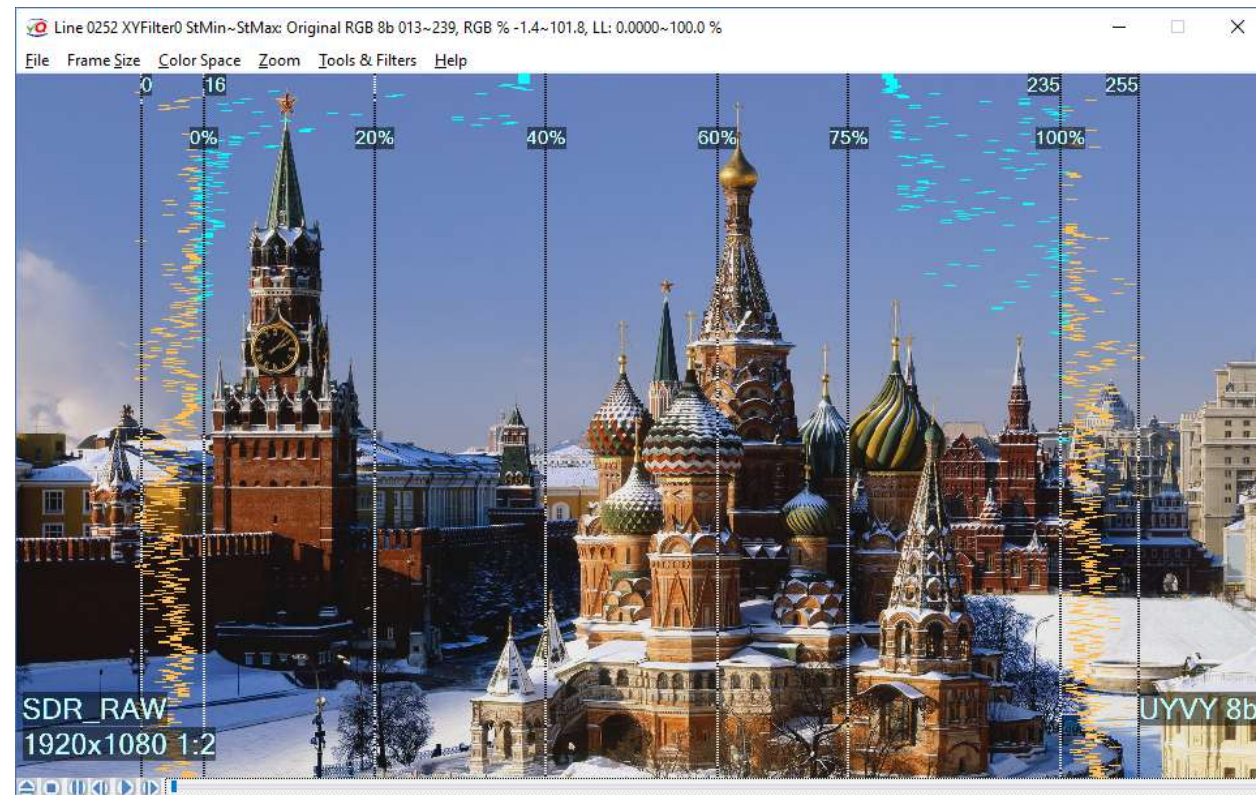 Line 0252 XYFilter0 StMin~StMax: Original RGB 8b 013~239, RGB % -1.4~101.8, LL: 0.0000~100.0 %
File Frame Size Color Space Zoom Tools & Filters Help
0 16 235 255
0% 20% 40% 60% 75% 100%
SDR_RAW UYVY 8b
1920x1080 1:2